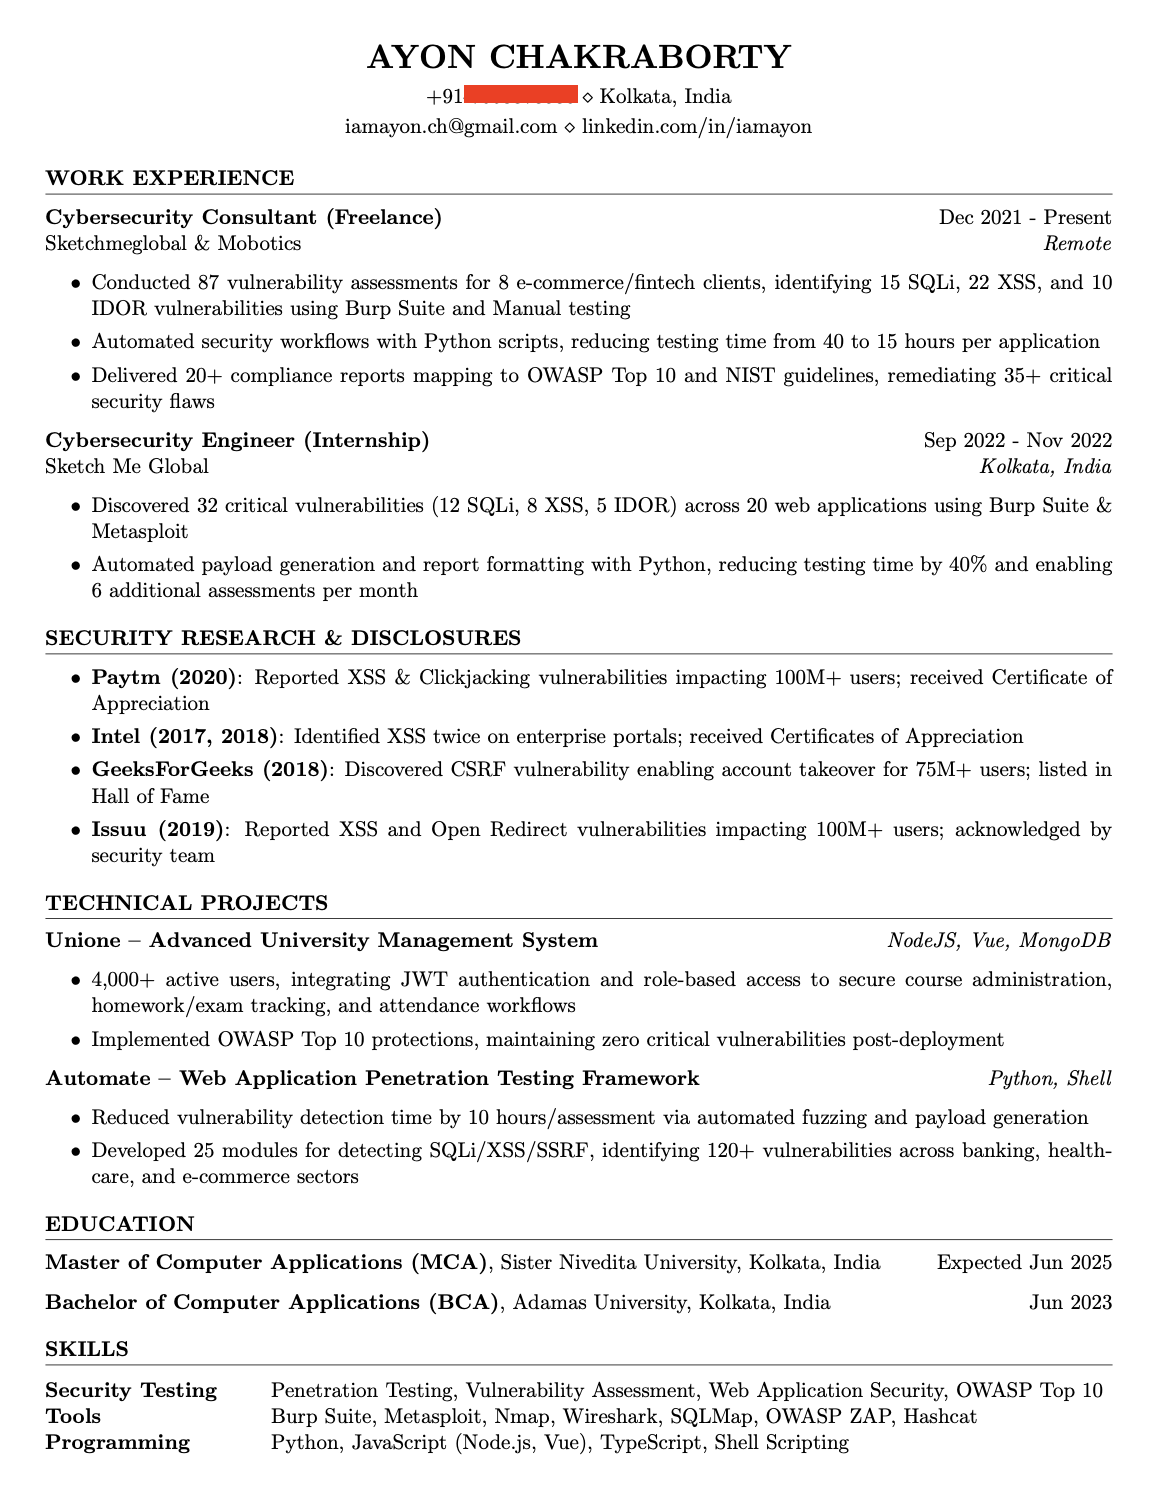 AYON CHAKRABORTY
+91 ⋄ Kolkata, India
iamayon.ch@gmail.com ⋄ linkedin.com/in/iamayon
WORK EXPERIENCE
Cybersecurity Consultant (Freelance) Dec 2021 - Present
Sketchmeglobal & Mobotics Remote
• Conducted 87 vulnerability assessments for 8 e-commerce/fintech clients, identifying 15 SQLi, 22 XSS, and 10
IDOR vulnerabilities using Burp Suite and Manual testing
• Automated security workflows with Python scripts, reducing testing time from 40 to 15 hours per application
• Delivered 20+ compliance reports mapping to OWASP Top 10 and NIST guidelines, remediating 35+ critical
security flaws
Cybersecurity Engineer (Internship) Sep 2022 - Nov 2022
Sketch Me Global Kolkata, India
• Discovered 32 critical vulnerabilities (12 SQLi, 8 XSS, 5 IDOR) across 20 web applications using Burp Suite &
Metasploit
• Automated payload generation and report formatting with Python, reducing testing time by 40% and enabling
6 additional assessments per month
SECURITY RESEARCH & DISCLOSURES
• Paytm (2020): Reported XSS & Clickjacking vulnerabilities impacting 100M+ users; received Certificate of
Appreciation
• Intel (2017, 2018): Identified XSS twice on enterprise portals; received Certificates of Appreciation
• GeeksForGeeks (2018): Discovered CSRF vulnerability enabling account takeover for 75M+ users; listed in
Hall of Fame
• Issuu (2019): Reported XSS and Open Redirect vulnerabilities impacting 100M+ users; acknowledged by
security team
TECHNICAL PROJECTS
Unione – Advanced University Management System NodeJS, Vue, MongoDB
• 4,000+ active users, integrating JWT authentication and role-based access to secure course administration,
homework/exam tracking, and attendance workflows
• Implemented OWASP Top 10 protections, maintaining zero critical vulnerabilities post-deployment
Automate – Web Application Penetration Testing Framework Python, Shell
• Reduced vulnerability detection time by 10 hours/assessment via automated fuzzing and payload generation
• Developed 25 modules for detecting SQLi/XSS/SSRF, identifying 120+ vulnerabilities across banking, health-
care, and e-commerce sectors
EDUCATION
Master of Computer Applications (MCA), Sister Nivedita University, Kolkata, India Expected Jun 2025
Bachelor of Computer Applications (BCA), Adamas University, Kolkata, India Jun 2023
SKILLS
Security Testing Penetration Testing, Vulnerability Assessment, Web Application Security, OWASP Top 10
Tools Burp Suite, Metasploit, Nmap, Wireshark, SQLMap, OWASP ZAP, Hashcat
Programming Python, JavaScript (Node.js, Vue), TypeScript, Shell Scripting